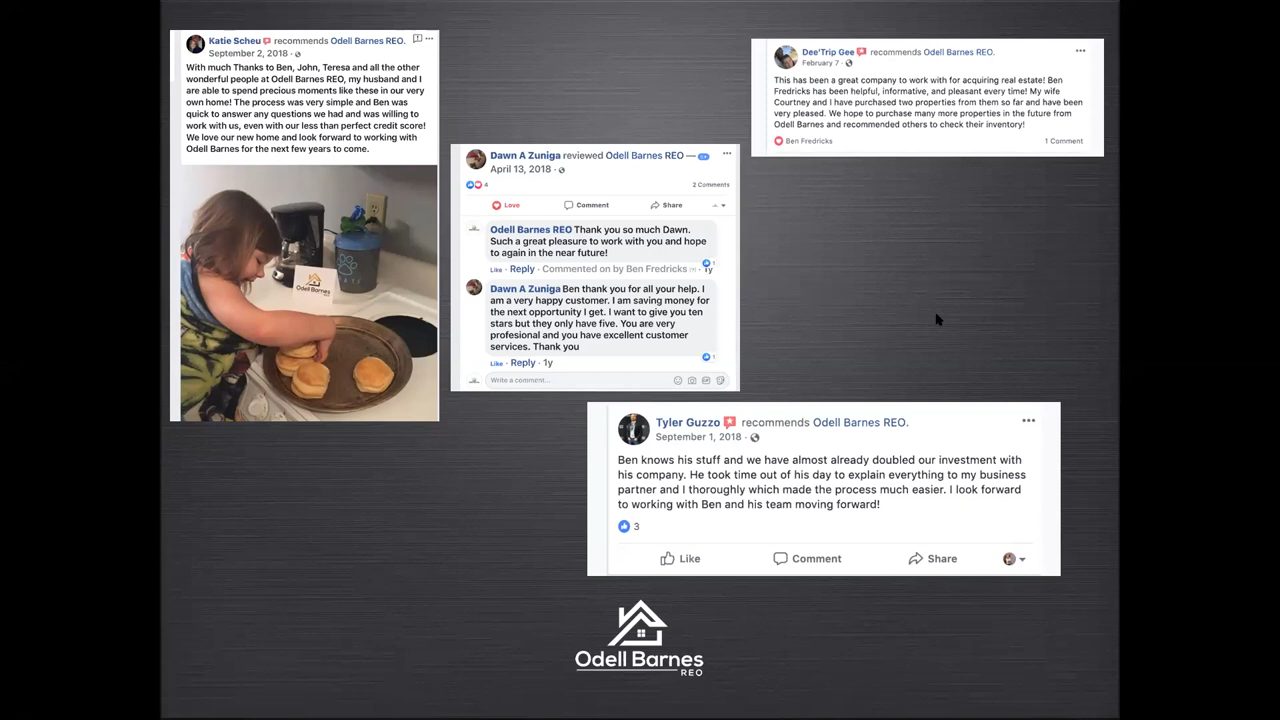 Katie Scheu recommends Odell Barnes REO.
September 2, 2018
With much Thanks to Ben, John, Teresa and all the other
wonderful people at Odell Barnes REO, my husband and I
are able to spend precious moments like these in our very
own home! The process was very simple and Ben was
quick to answer any questions we had and was willing to
work with us, even with our less than perfect credit score!
We love our new home and look forward to working with
Odell Barnes for the next few years to come.
Odell Barnes
Dawn A Zuniga reviewed Odell Barnes REO —
April 13, 2018
4
2 Comments
Love Comment Share
Odell Barnes REO Thank you so much Dawn.
Such a great pleasure to work with you and hope
to again in the near future!
1
Like · Reply · Commented on by Ben Fredricks · 1y
Dawn A Zuniga Ben thank you for all your help. I
am a very happy customer. I am saving money for
the next opportunity I get. I want to give you ten
stars but they only have five. You are very
profesional and you have excellent customer
services. Thank you
1
Like · Reply · 1y
Write a comment...
Dee'Trip Gee recommends Odell Barnes REO.
February 7
This has been a great company to work with for acquiring real estate! Ben
Fredricks has been helpful, informative, and pleasant every time! My wife
Courtney and I have purchased two properties from them so far and have been
very pleased. We hope to purchase many more properties in the future from
Odell Barnes and recommended others to check their inventory!
Ben Fredricks 1 Comment
Tyler Guzzo recommends Odell Barnes REO.
September 1, 2018
Ben knows his stuff and we have almost already doubled our investment with
his company. He took time out of his day to explain everything to my business
partner and I thoroughly which made the process much easier. I look forward
to working with Ben and his team moving forward!
3
Like Comment Share
Odell Barnes
REO